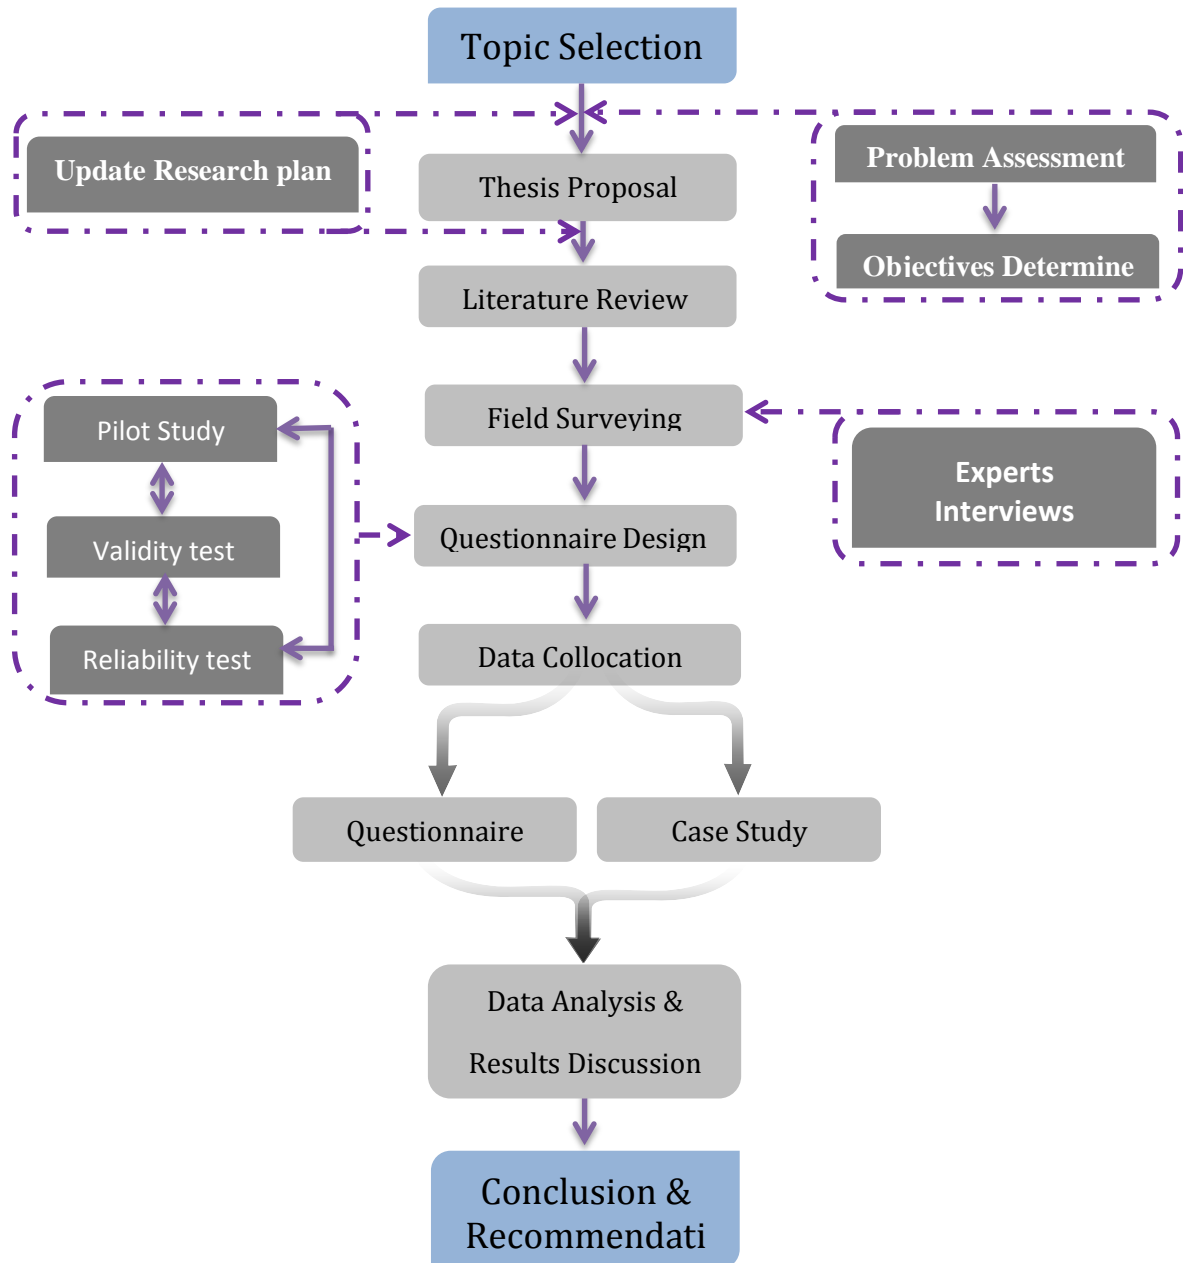 Topic Selection
Update Research plan
Problem Assessment
Thesis Proposal
Objectives Determine
Literature Review
Pilot Study
Field Surveying
Experts
Interviews
Validity test
Questionnaire Design
Reliability test
Data Collocation
Questionnaire
Case Study
Data Analysis &
Results Discussion
Conclusion &
Recommendati